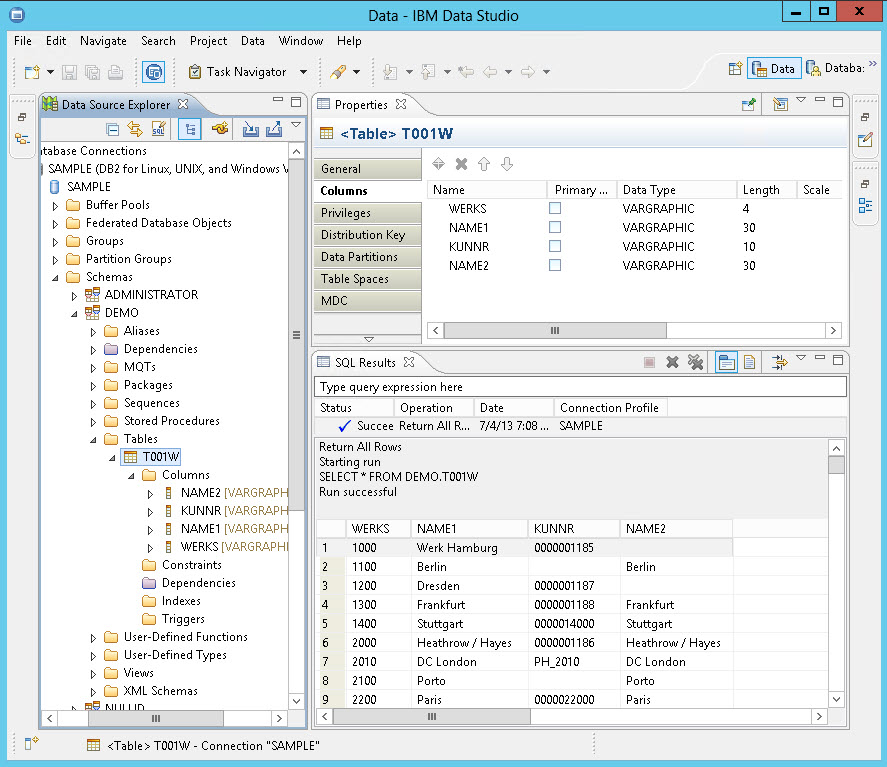 Data - IBM Data Studio
File Edit Navigate Search Project Data Window Help
Task Navigator
Data
Databa:
Data Source Explorer
tabase Connections
SAMPLE (DB2 for Linux, UNIX, and Windows V
SAMPLE
Buffer Pools
Federated Database Objects
Groups
Partition Groups
Schemas
ADMINISTRATOR
DEMO
Aliases
Dependencies
MQTs
Packages
Sequences
Stored Procedures
Tables
T001W
Columns
NAME2 [VARGRAPH
KUNNR [VARGRAPH
NAME1 [VARGRAPH
WERKS [VARGRAPHI
Constraints
Dependencies
Indexes
Triggers
User-Defined Functions
User-Defined Types
Views
XML Schemas
NULLID
Properties
<Table> T001W
General
Columns
Privileges
Distribution Key
Data Partitions
Table Spaces
MDC
Name Primary ... Data Type Length Scale
WERKS VARGRAPHIC 4
NAME1 VARGRAPHIC 30
KUNNR VARGRAPHIC 10
NAME2 VARGRAPHIC 30
SQL Results
Type query expression here
Status Operation Date Connection Profile
Succee Return All R... 7/4/13 7:08 ... SAMPLE
Return All Rows
Starting run
SELECT * FROM DEMO.T001W
Run successful
WERKS NAME1 KUNNR NAME2
1 1000 Werk Hamburg 0000001185
2 1100 Berlin Berlin
3 1200 Dresden 0000001187
4 1300 Frankfurt 0000001188 Frankfurt
5 1400 Stuttgart 0000014000 Stuttgart
6 2000 Heathrow / Hayes 0000001186 Heathrow / Hayes
7 2010 DC London PH_2010 DC London
8 2100 Porto Porto
9 2200 Paris 0000022000 Paris
<Table> T001W - Connection "SAMPLE"